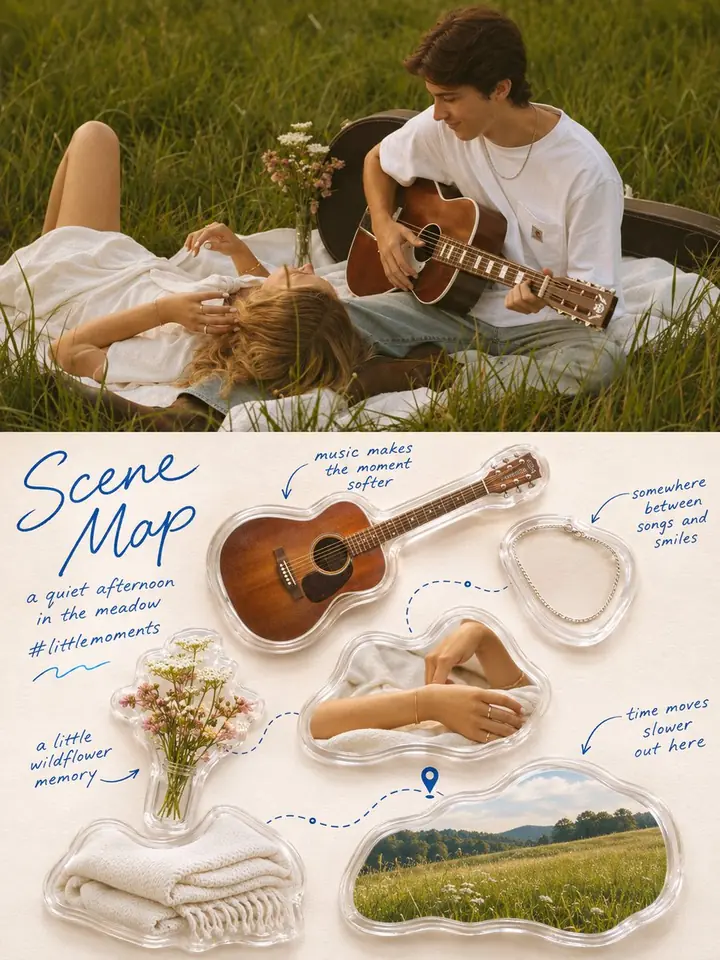 Scene
Map
a quiet afternoon
in the meadow
#littlemoments
music makes
the moment
softer
somewhere
between
songs and
smiles
a little
wildflower
memory
time moves
slower
out here